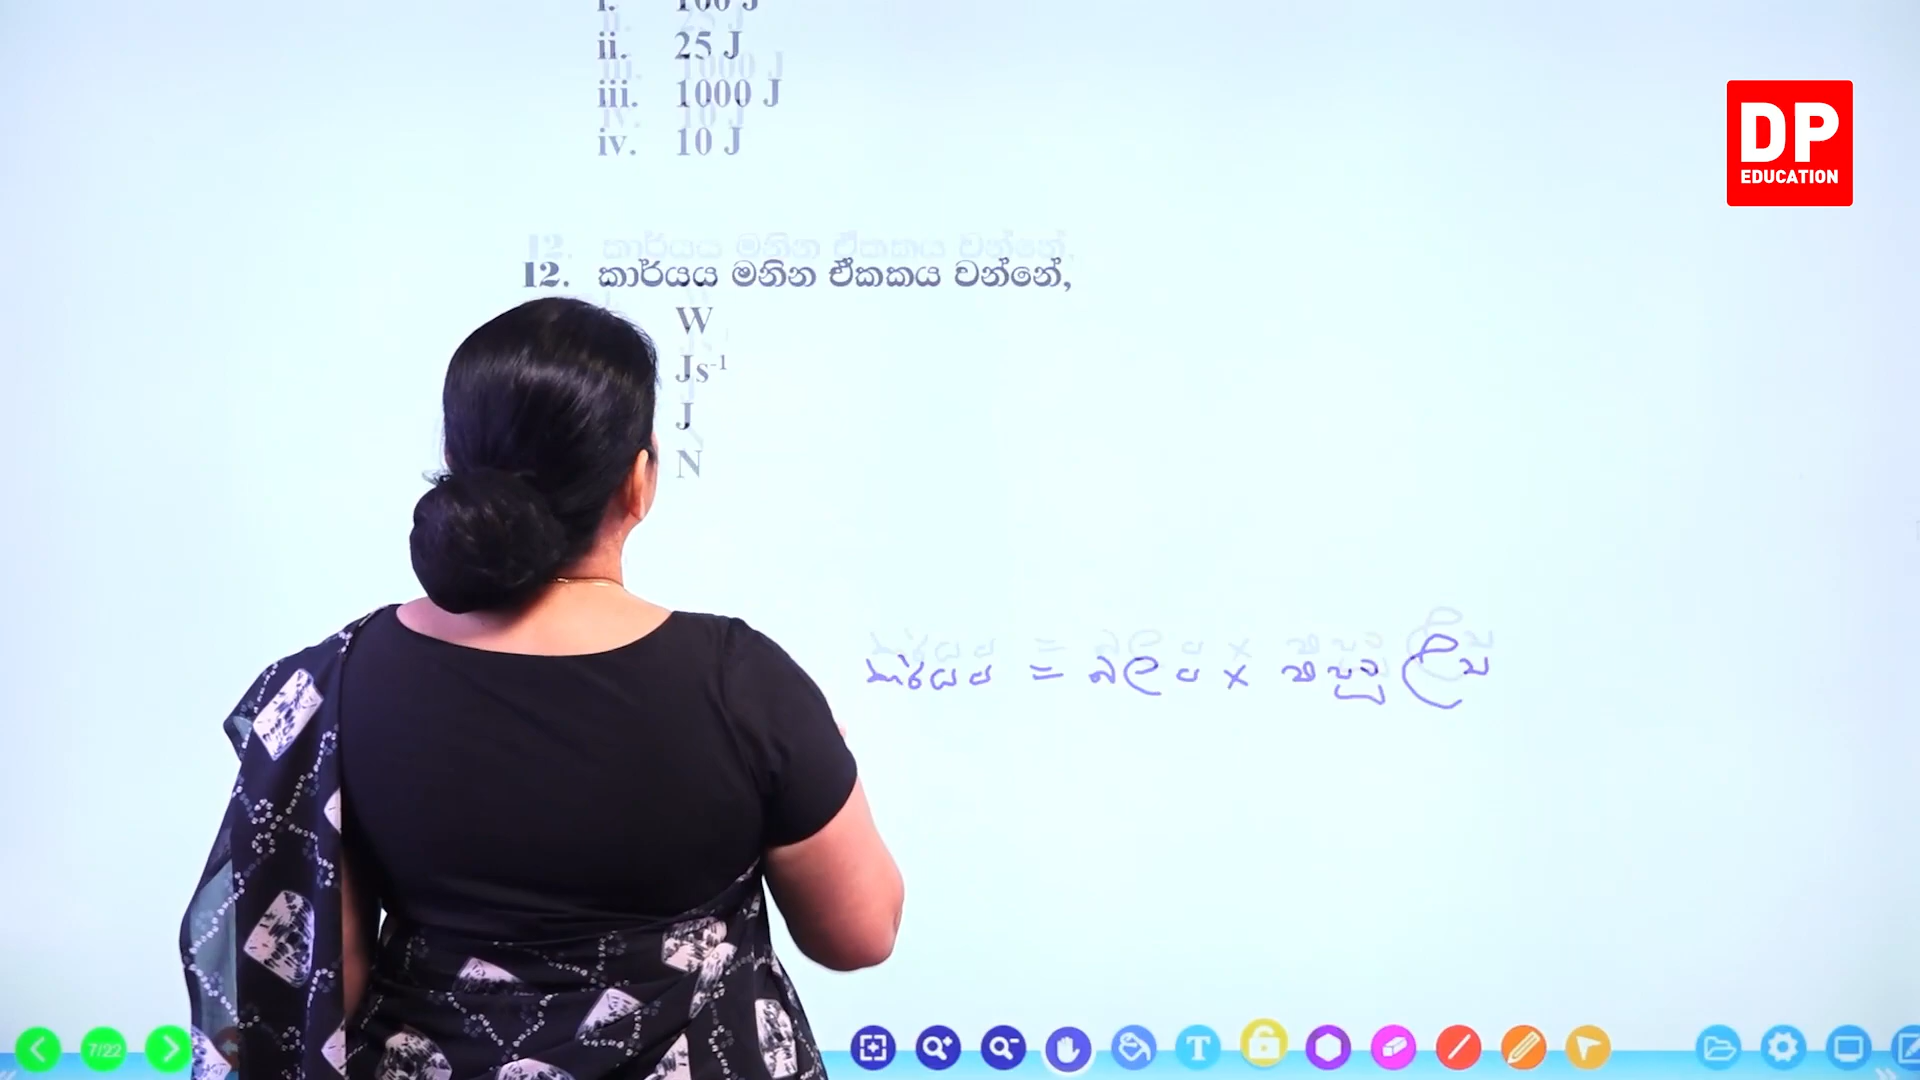 i. 100 J
ii. 25 J
iii. 1000 J
iv. 10 J
DP
EDUCATION
12. කාර්යය මනින ඒකකය වන්නේ,
W
Js⁻¹
J
N
කාර්යය = බලය ×
7/22
T